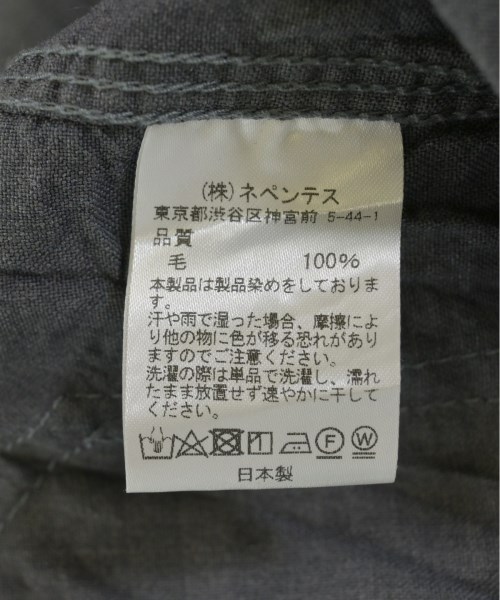 (株)ネペンテス
東京都渋谷区神宮前 5-44-1
品質
毛 100%
本製品は製品染めをしておりま
す。
汗や雨で湿った場合、摩擦によ
り他の物に色が移る恐れがあり
ますのでご注意ください。
洗濯の際は単品で洗濯し、濡れ
たまま放置せず速やかに干して
ください。
F W
日本製